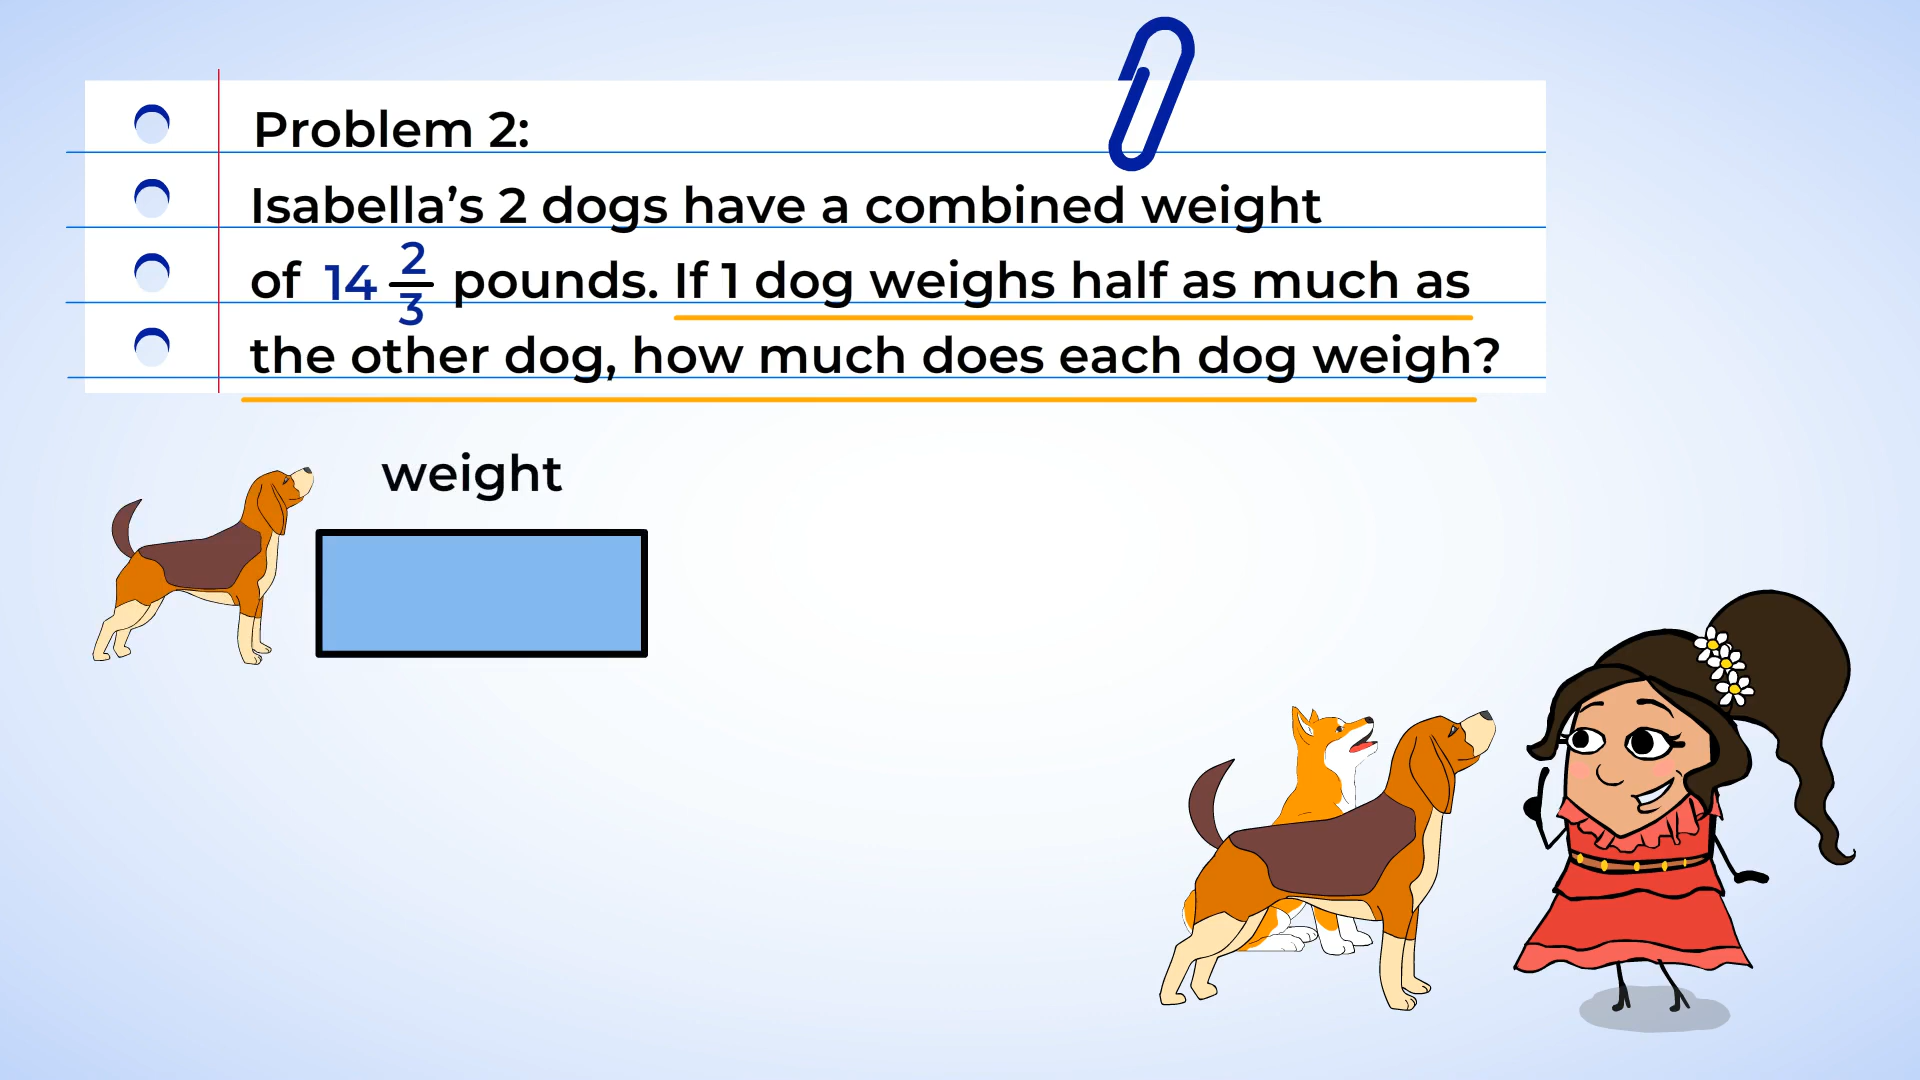 Problem 2:
Isabella’s 2 dogs have a combined weight
of 14 2/3 pounds. If 1 dog weighs half as much as
the other dog, how much does each dog weigh?
weight